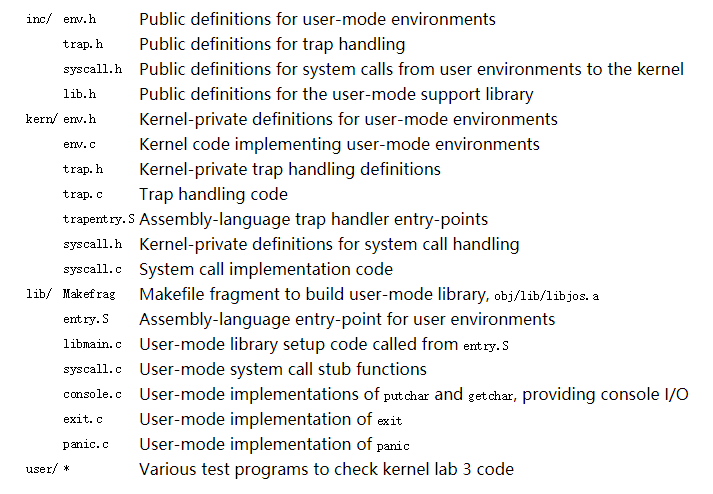 inc/ env.h Public definitions for user-mode environments
trap.h Public definitions for trap handling
syscall.h Public definitions for system calls from user environments to the kernel
lib.h Public definitions for the user-mode support library
kern/ env.h Kernel-private definitions for user-mode environments
env.c Kernel code implementing user-mode environments
trap.h Kernel-private trap handling definitions
trap.c Trap handling code
trapentry.S Assembly-language trap handler entry-points
syscall.h Kernel-private definitions for system call handling
syscall.c System call implementation code
lib/ Makefrag Makefile fragment to build user-mode library, obj/lib/libjos.a
entry.S Assembly-language entry-point for user environments
libmain.c User-mode library setup code called from entry.S
syscall.c User-mode system call stub functions
console.c User-mode implementations of putchar and getchar, providing console I/O
exit.c User-mode implementation of exit
panic.c User-mode implementation of panic
user/ * Various test programs to check kernel lab 3 code